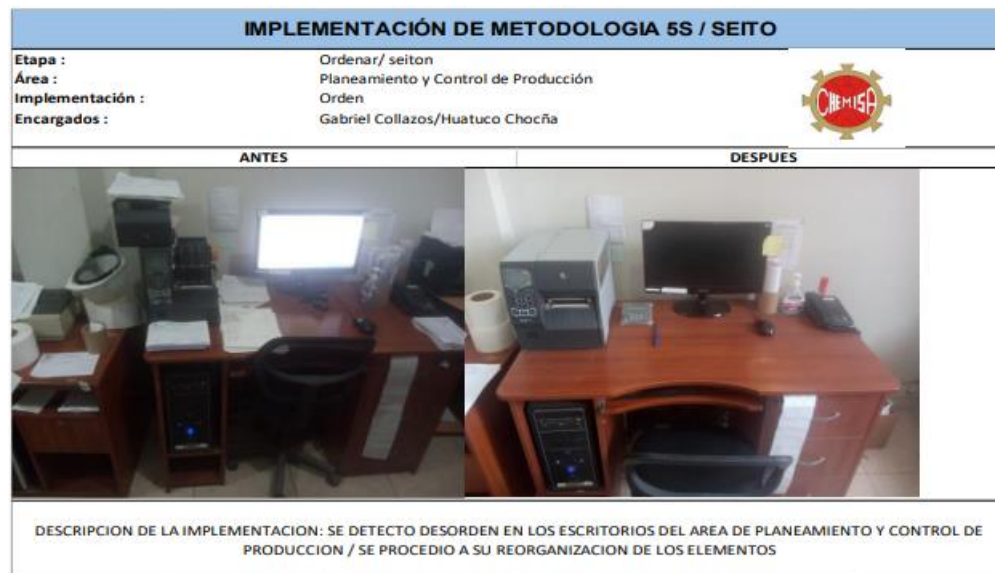 IMPLEMENTACIÓN DE METODOLOGIA 5S / SEITO
Etapa : Ordenar/ seiton
Área : Planeamiento y Control de Producción
Implementación : Orden
Encargados : Gabriel Collazos/Huatuco Chocña
CHEMISA
ANTES DESPUES
DESCRIPCION DE LA IMPLEMENTACION: SE DETECTO DESORDEN EN LOS ESCRITORIOS DEL AREA DE PLANEAMIENTO Y CONTROL DE
PRODUCCION / SE PROCEDIO A SU REORGANIZACION DE LOS ELEMENTOS